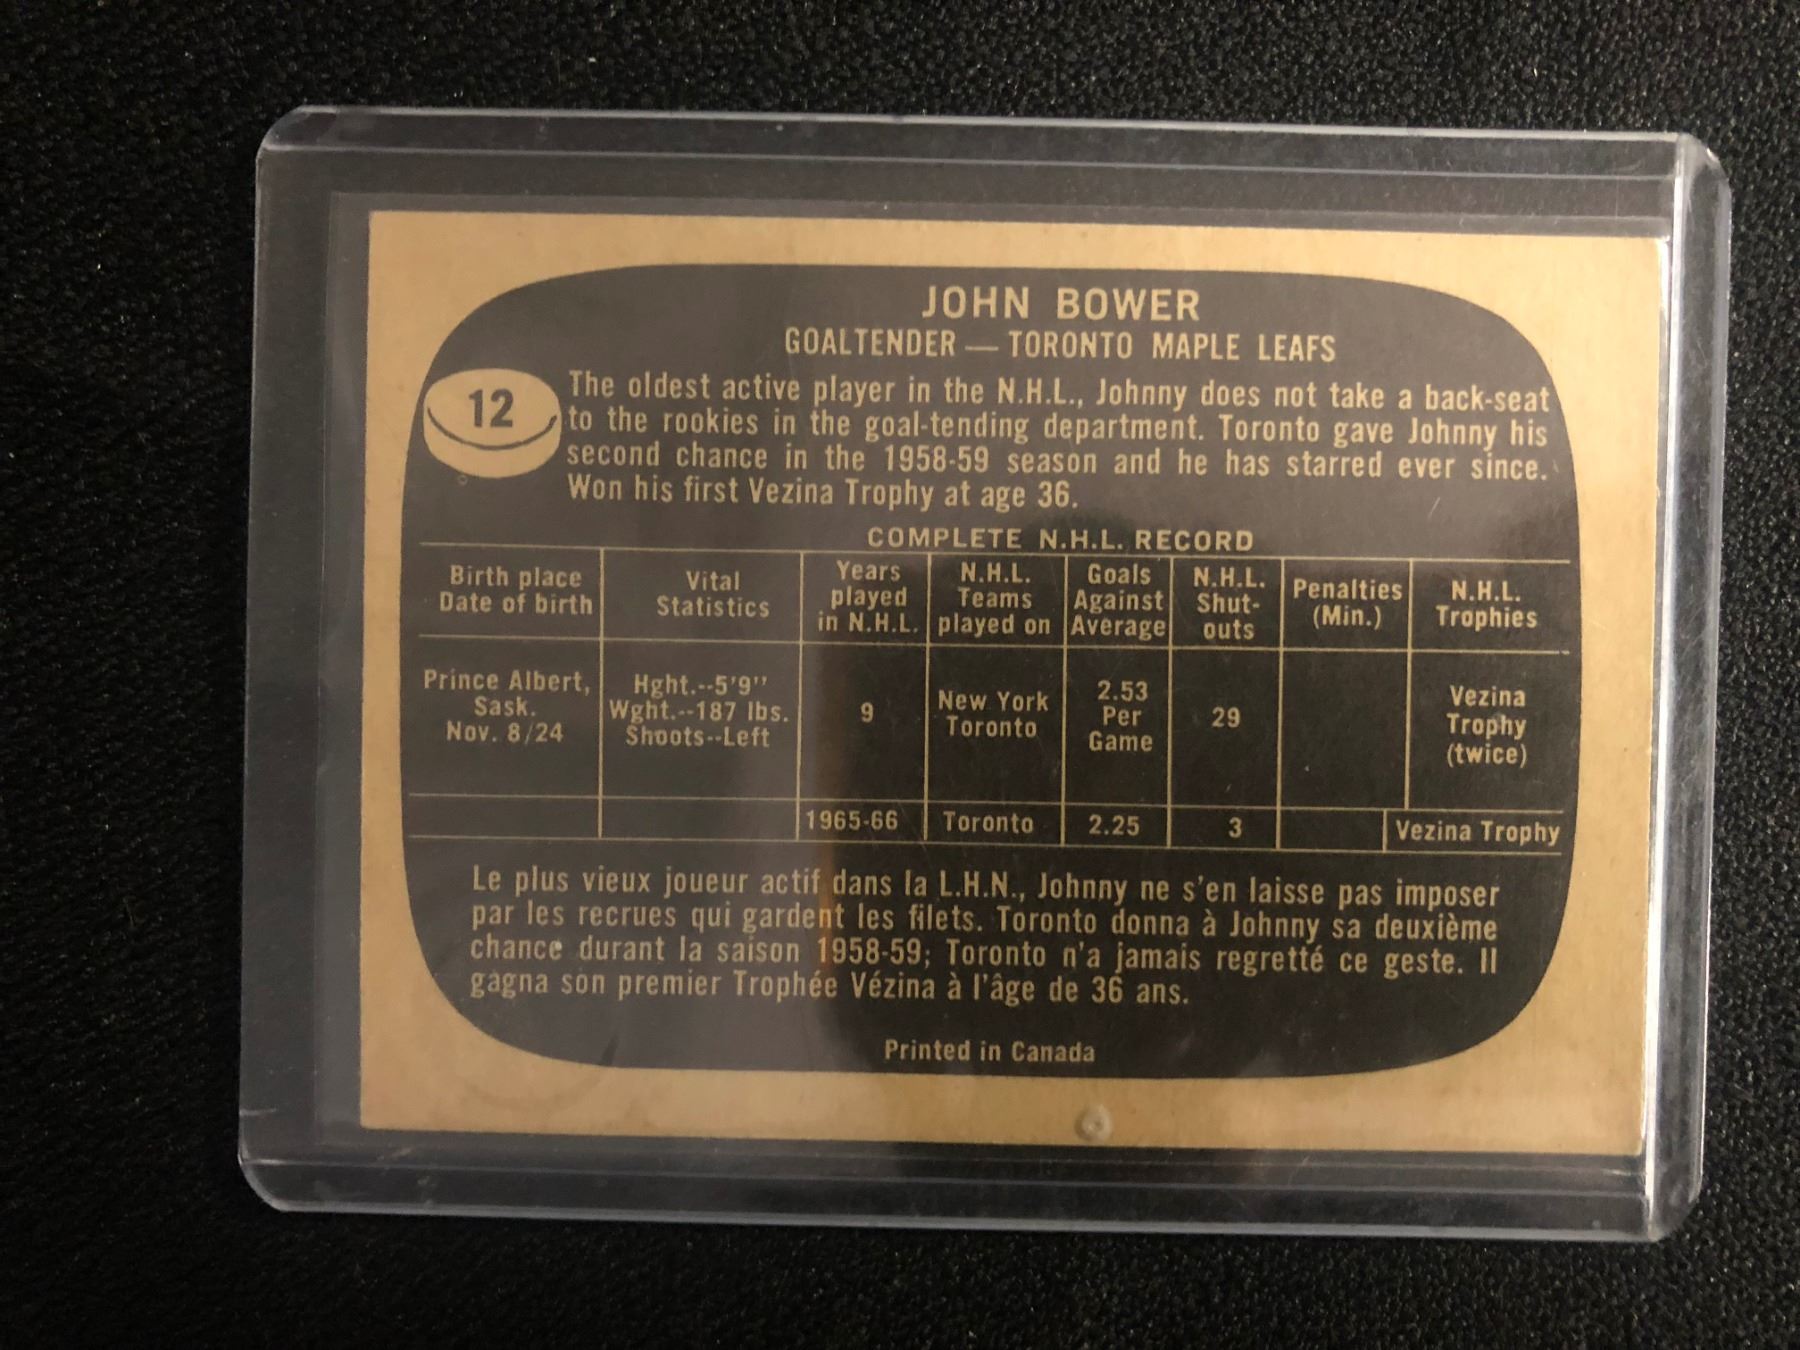 JOHN BOWER
GOALTENDER — TORONTO MAPLE LEAFS
12
The oldest active player in the N.H.L., Johnny does not take a back-seat
to the rookies in the goal-tending department. Toronto gave Johnny his
second chance in the 1958-59 season and he has starred ever since.
Won his first Vezina Trophy at age 36.
COMPLETE N.H.L. RECORD
Birth place
Date of birth
Vital
Statistics
Years
played
in N.H.L.
N.H.L.
Teams
played on
Goals
Against
Average
N.H.L.
Shut-
outs
Penalties
(Min.)
N.H.L.
Trophies
Prince Albert,
Sask.
Nov. 8/24
Hght.--5'9''
Wght.--187 lbs.
Shoots--Left
9
New York
Toronto
2.53
Per
Game
29
Vezina
Trophy
(twice)
1965-66
Toronto
2.25
3
Vezina Trophy
Le plus vieux joueur actif dans la L.H.N., Johnny ne s'en laisse pas imposer
par les recrues qui gardent les filets. Toronto donna à Johnny sa deuxième
chance durant la saison 1958-59; Toronto n'a jamais regretté ce geste. Il
gagna son premier Trophée Vézina à l'âge de 36 ans.
Printed in Canada